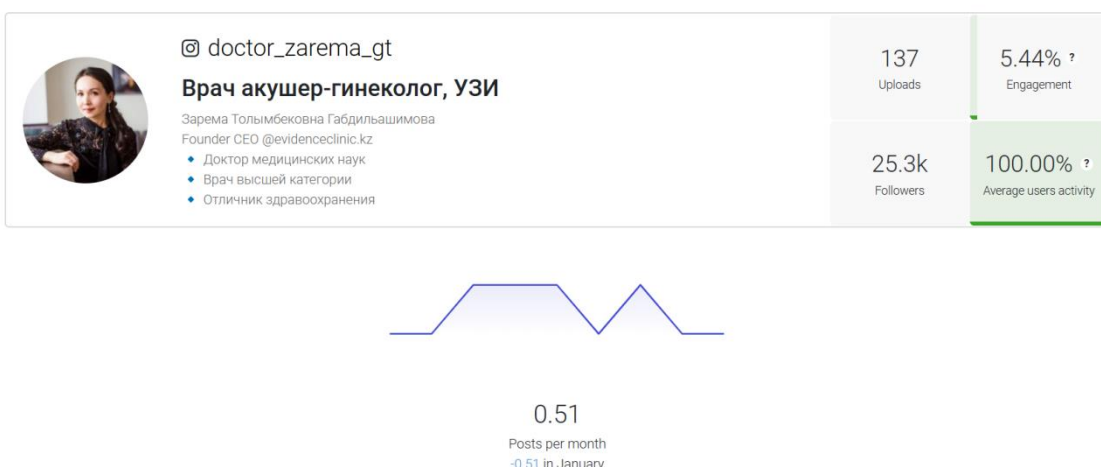 doctor_zarema_gt
Врач акушер-гинеколог, УЗИ
Зарема Толымбековна Габдильашимова
Founder CEO @evidenceclinic.kz
Доктор медицинских наук
Врач высшей категории
Отличник здравоохранения
137
Uploads
5.44% ?
Engagement
25.3k
Followers
100.00% ?
Average users activity
0.51
Posts per month
-0.51 in January